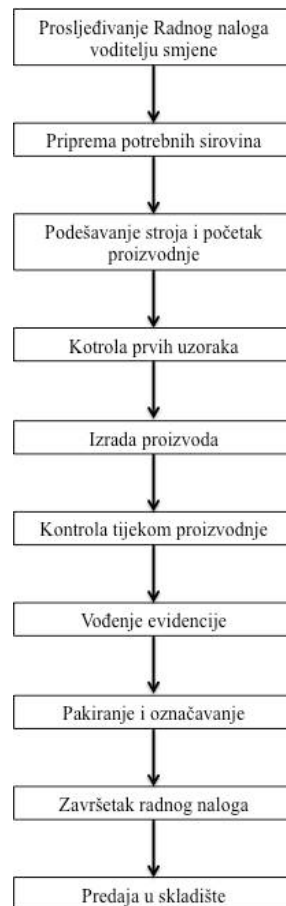 Prosljeđivanje Radnog naloga
voditelju smjene
Priprema potrebnih sirovina
Podešavanje stroja i početak
proizvodnje
Kotrola prvih uzoraka
Izrada proizvoda
Kontrola tijekom proizvodnje
Vođenje evidencije
Pakiranje i označavanje
Završetak radnog naloga
Predaja u skladište